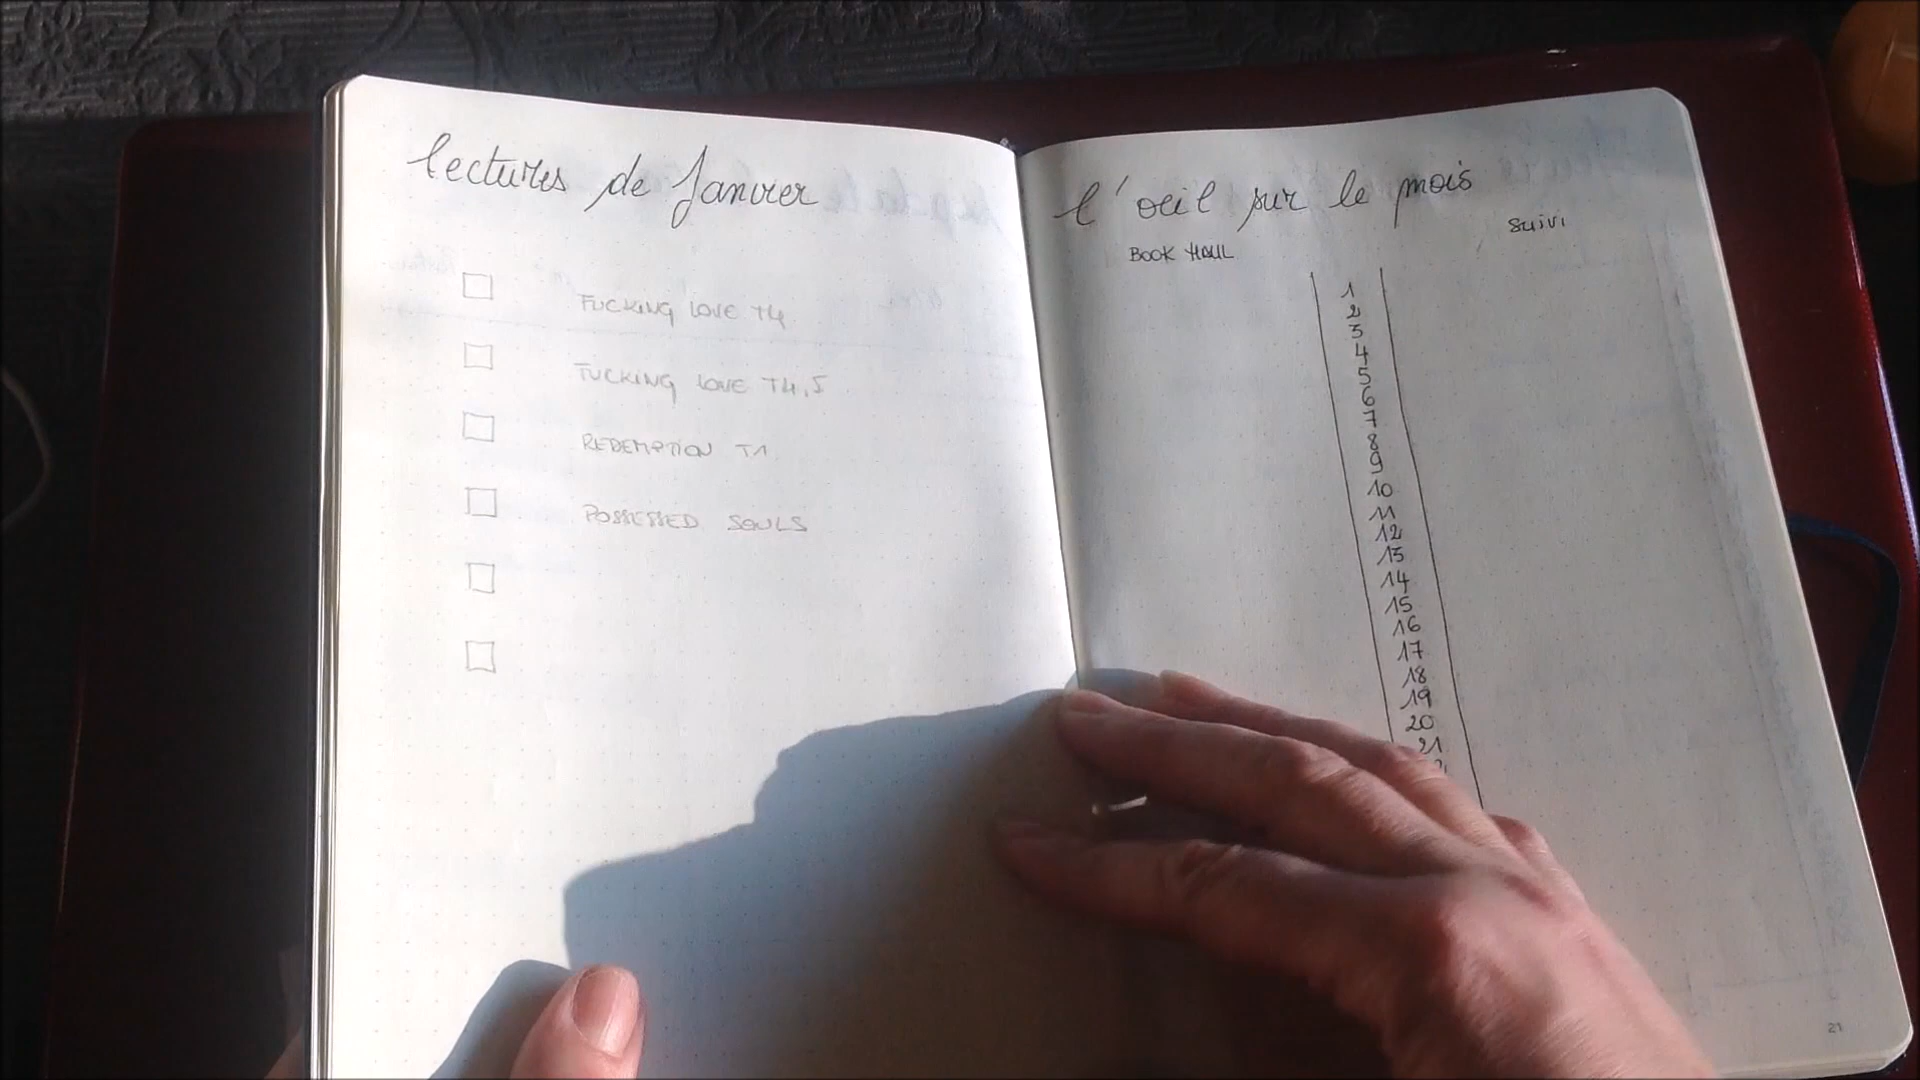 lectures de Janvier
FUCKING LOVE T4
FUCKING LOVE T4,5
REDEMPTION T1
POSSESSED SOULS
l'oeil sur le mois
BOOK HAUL
Suivi
1
2
3
4
5
6
7
8
9
10
11
12
13
14
15
16
17
18
19
20
21
21